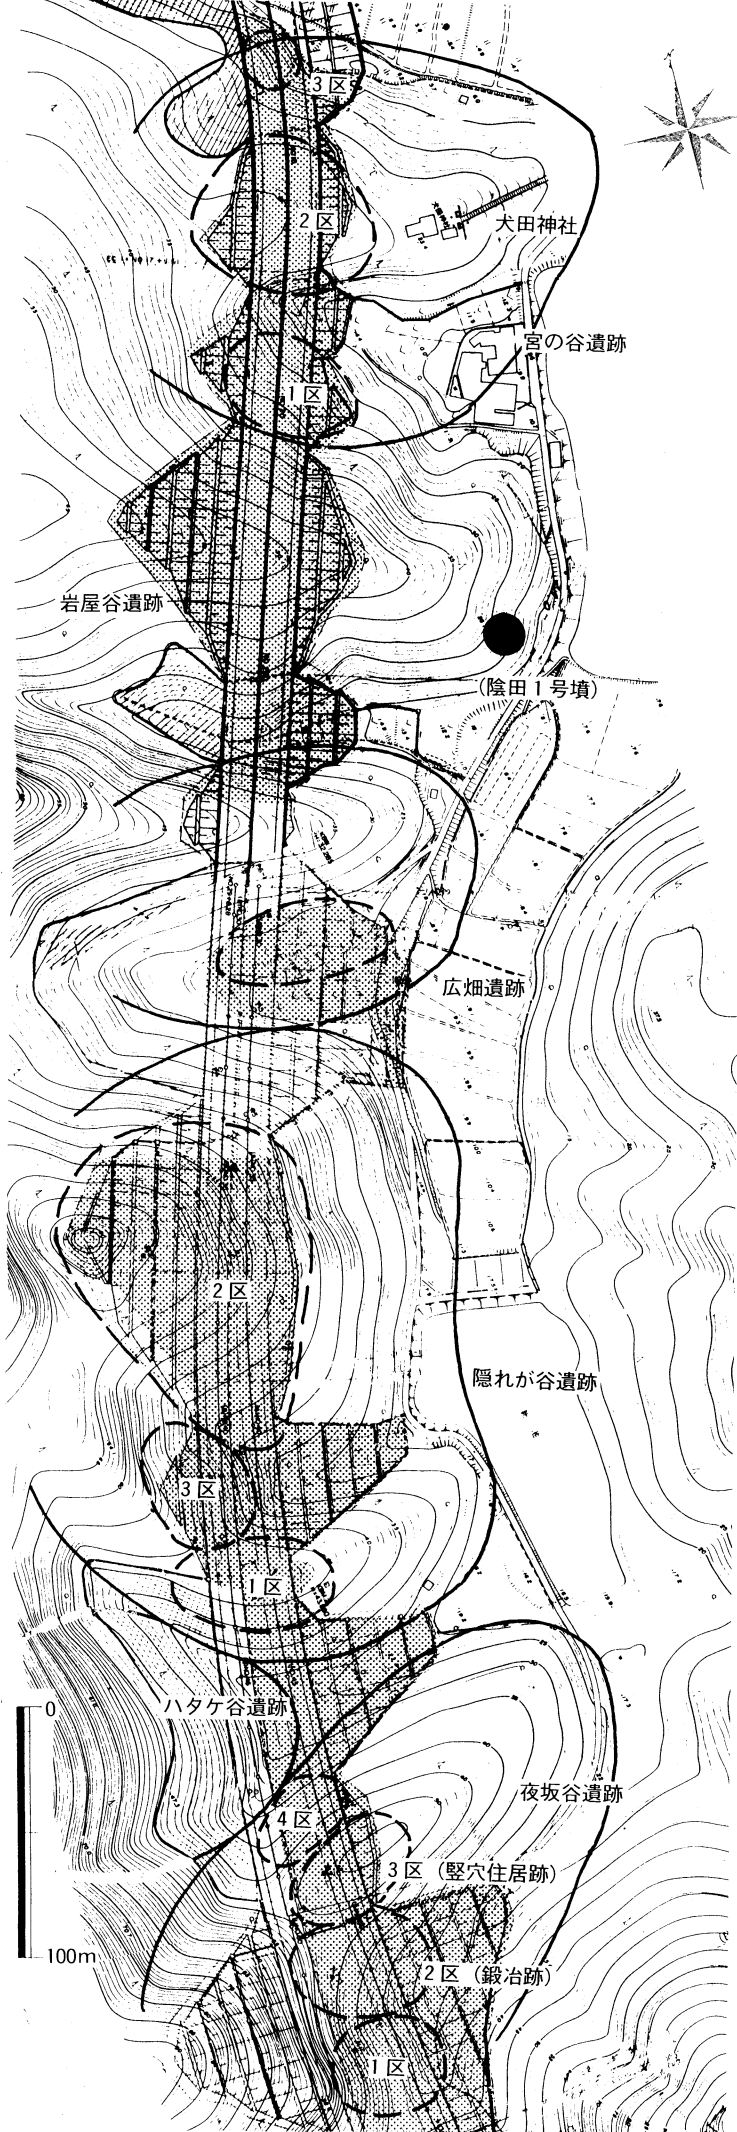 3区
2区
犬田神社
宮の谷遺跡
1区
岩屋谷遺跡
(陰田1号墳)
広畑遺跡
2区
隠れが谷遺跡
3区
1区
0
ハタケ谷遺跡
夜坂谷遺跡
4区
3区(竪穴住居跡)
100m
2区(鍛冶跡)
1区